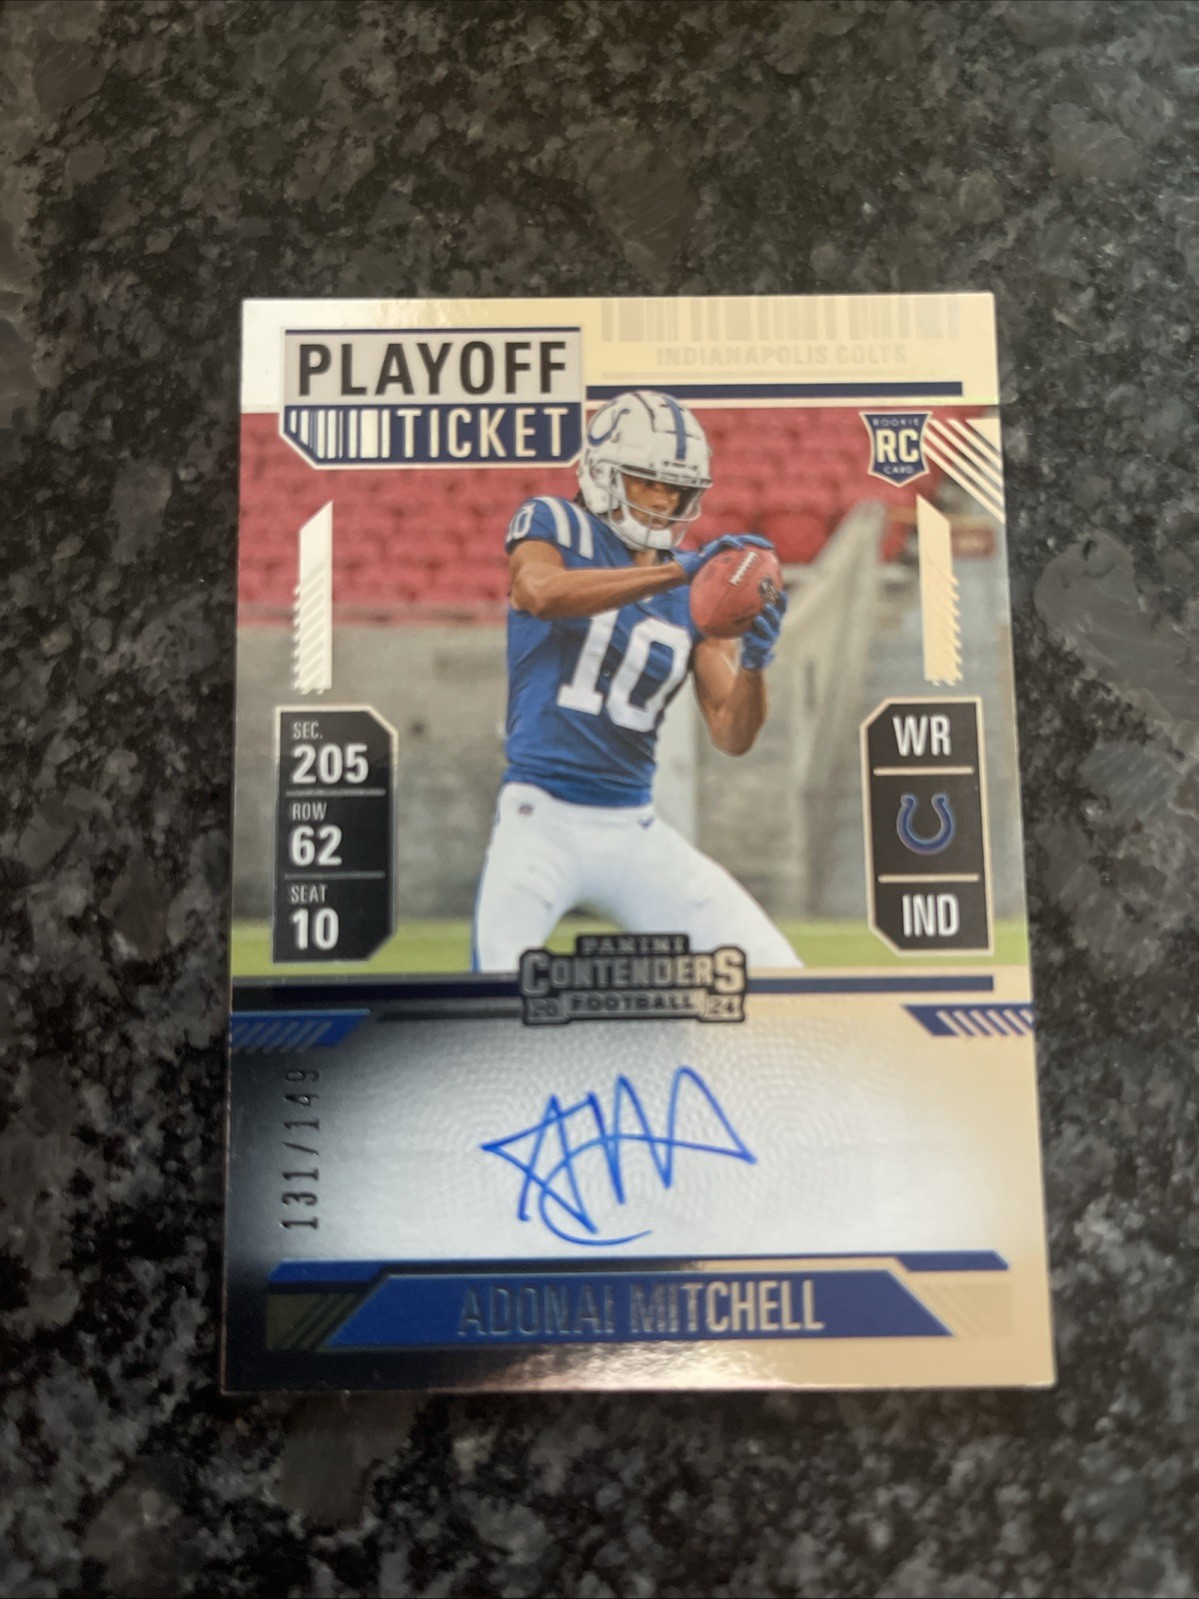 PLAYOFF
TICKET
INDIANAPOLIS COLTS
ROOKIE
RC
CARD
10
10
SEC.
205
ROW
62
SEAT
10
WR
IND
PANINI
CONTENDERS
20 FOOTBALL 24
131/149
ADONAI MITCHELL